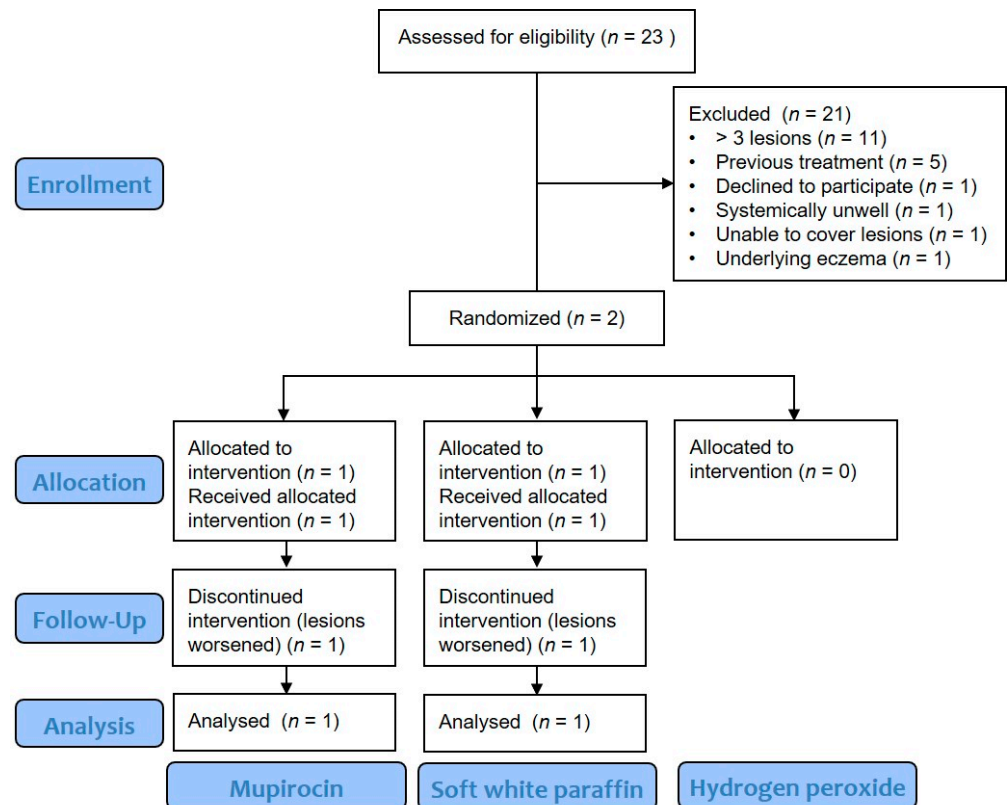 Assessed for eligibility (n = 23 )
Excluded (n = 21)
• > 3 lesions (n = 11)
• Previous treatment (n = 5)
• Declined to participate (n = 1)
• Systemically unwell (n = 1)
• Unable to cover lesions (n = 1)
• Underlying eczema (n = 1)
Enrollment
Randomized (n = 2)
Allocation
Allocated to
intervention (n = 1)
Received allocated
intervention (n = 1)
Allocated to
intervention (n = 1)
Received allocated
intervention (n = 1)
Allocated to
intervention (n = 0)
Follow-Up
Discontinued
intervention (lesions
worsened) (n = 1)
Discontinued
intervention (lesions
worsened) (n = 1)
Analysis
Analysed (n = 1)
Analysed (n = 1)
Mupirocin
Soft white paraffin
Hydrogen peroxide